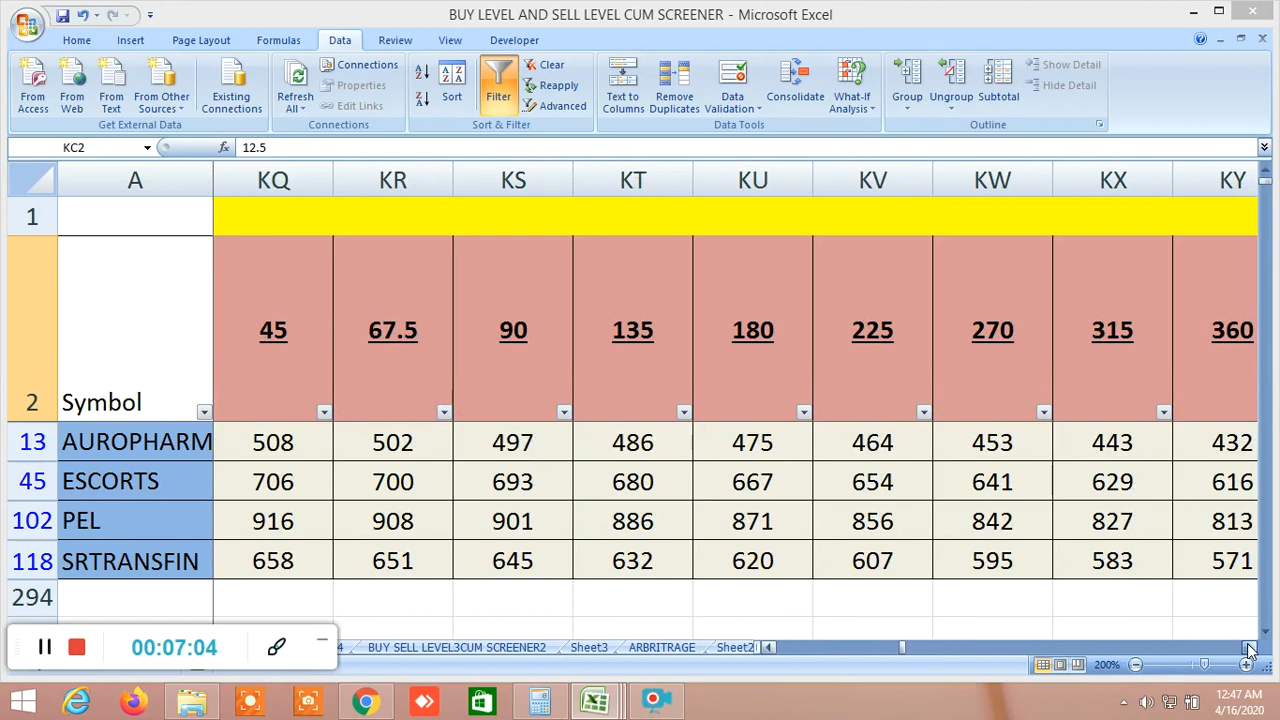 BUY LEVEL AND SELL LEVEL CUM SCREENER - Microsoft Excel
Home Insert Page Layout Formulas Data Review View Developer
From Access
From Web
From Text
From Other Sources
Existing Connections
Get External Data
Refresh All
Connections
Properties
Edit Links
Connections
Sort
Filter
Clear
Reapply
Advanced
Sort & Filter
Text to Columns
Remove Duplicates
Data Validation
Consolidate
What-If Analysis
Data Tools
Group
Ungroup
Subtotal
Show Detail
Hide Detail
Outline
KC2 fx 12.5
A KQ KR KS KT KU KV KW KX KY
1
2 Symbol 45 67.5 90 135 180 225 270 315 360
13 AUROPHARM 508 502 497 486 475 464 453 443 432
45 ESCORTS 706 700 693 680 667 654 641 629 616
102 PEL 916 908 901 886 871 856 842 827 813
118 SRTRANSFIN 658 651 645 632 620 607 595 583 571
294
00:07:04
4 BUY SELL LEVEL3CUM SCREENER2 Sheet3 ARBRITRAGE Sheet2
200%
12:47 AM
4/16/2020